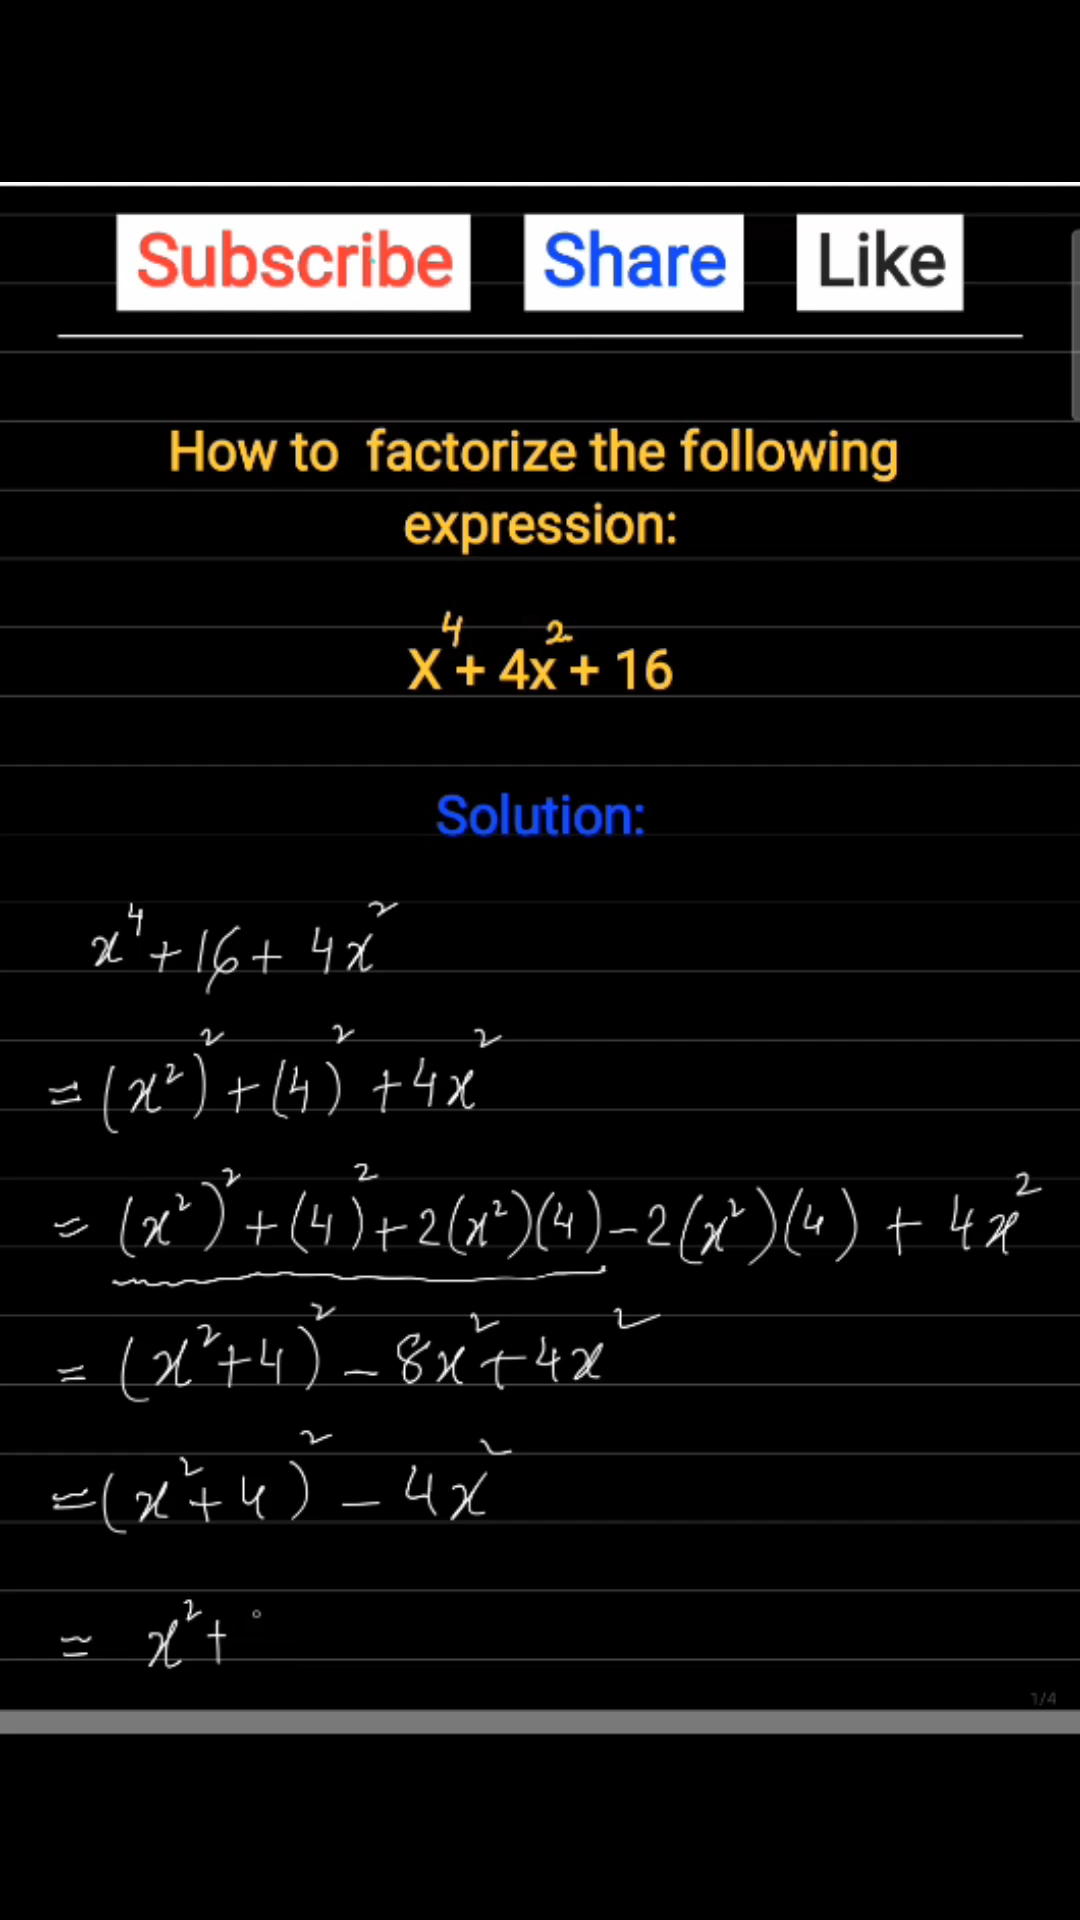 Subscribe Share Like
How to factorize the following
expression:
X⁴+ 4x²+ 16
Solution:
x⁴+16+ 4x²
=(x²)²+(4)²+4x²
=(x²)²+(4)²+2(x²)(4)-2(x²)(4)+4x²
=(x²+4)²-8x²+4x²
=(x²+4)²-4x²
= x²+
1/4